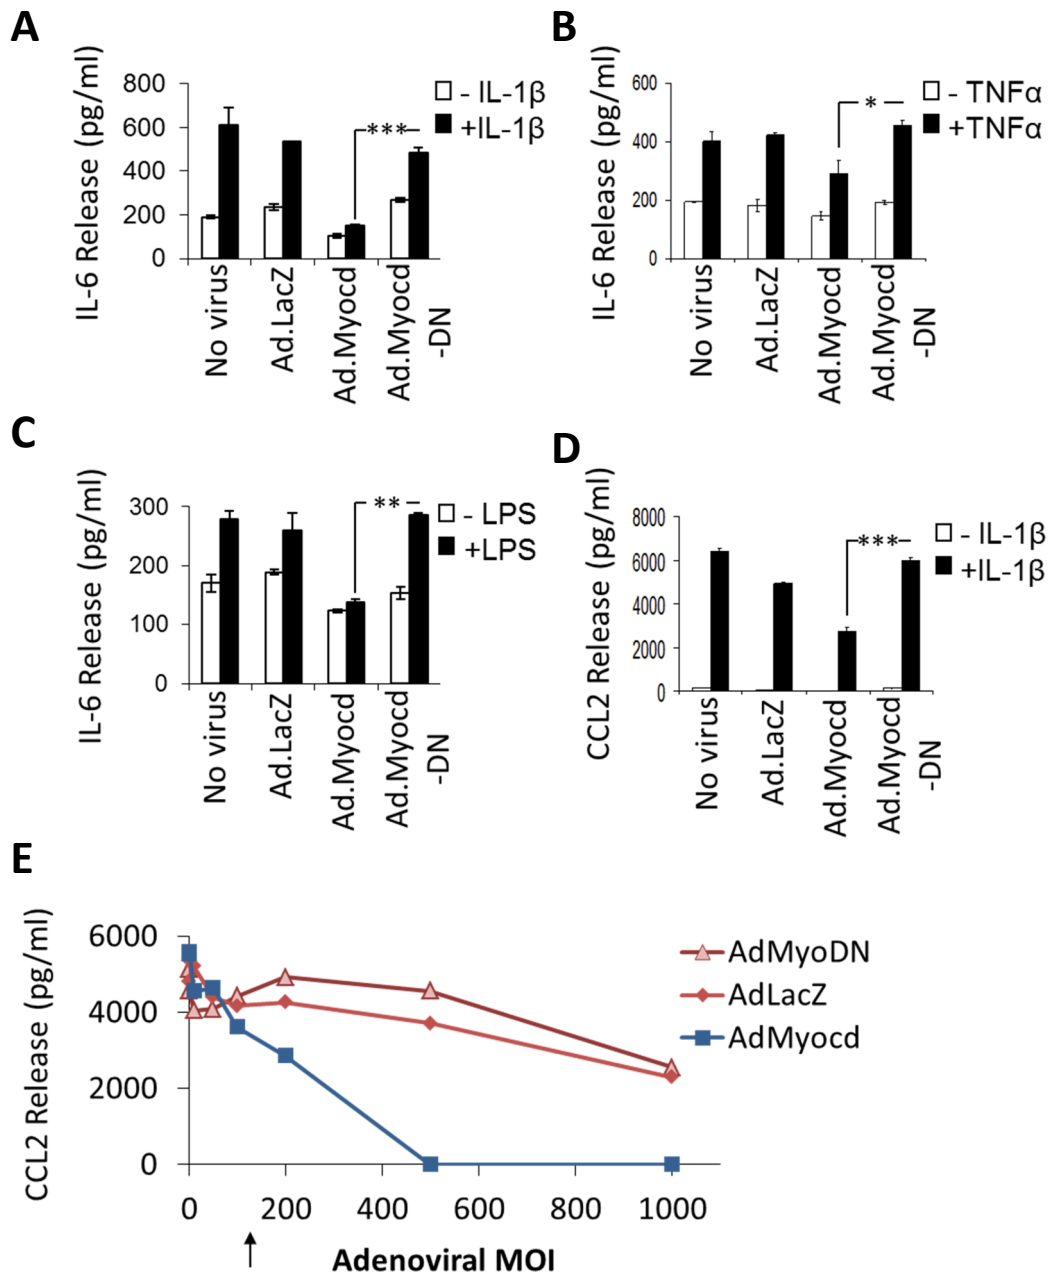 A
IL-6 Release (pg/ml)
800
600
400
200
0
***
- IL-1β
+IL-1β
No virus
Ad.LacZ
Ad.Myocd
Ad.Myocd
-DN
B
IL-6 Release (pg/ml)
600
400
200
0
*
- TNFα
+TNFα
No virus
Ad.LacZ
Ad.Myocd
Ad.Myocd
-DN
C
IL-6 Release (pg/ml)
300
200
100
0
**
- LPS
+LPS
No virus
Ad.LacZ
Ad.Myocd
Ad.Myocd
-DN
D
CCL2 Release (pg/ml)
8000
6000
4000
2000
0
***
- IL-1β
+IL-1β
No virus
Ad.LacZ
Ad.Myocd
Ad.Myocd
-DN
E
CCL2 Release (pg/ml)
6000
4000
2000
0
AdMyoDN
AdLacZ
AdMyocd
0 200 400 600 800 1000
Adenoviral MOI